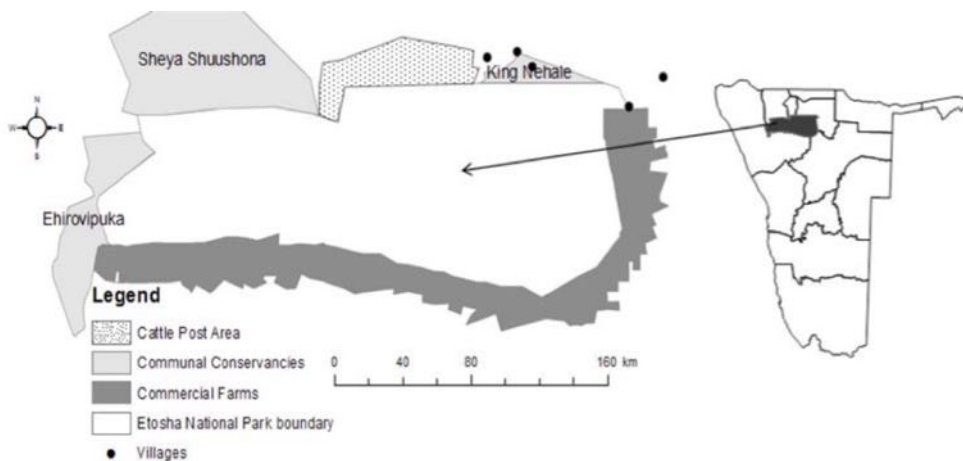 Sheya Shuushona
King Nehale
N
W E
S
Ehirovipuka
Legend
Cattle Post Area
Communal Conservancies
Commercial Farms
Etosha National Park boundary
Villages
0 40 80 160 km